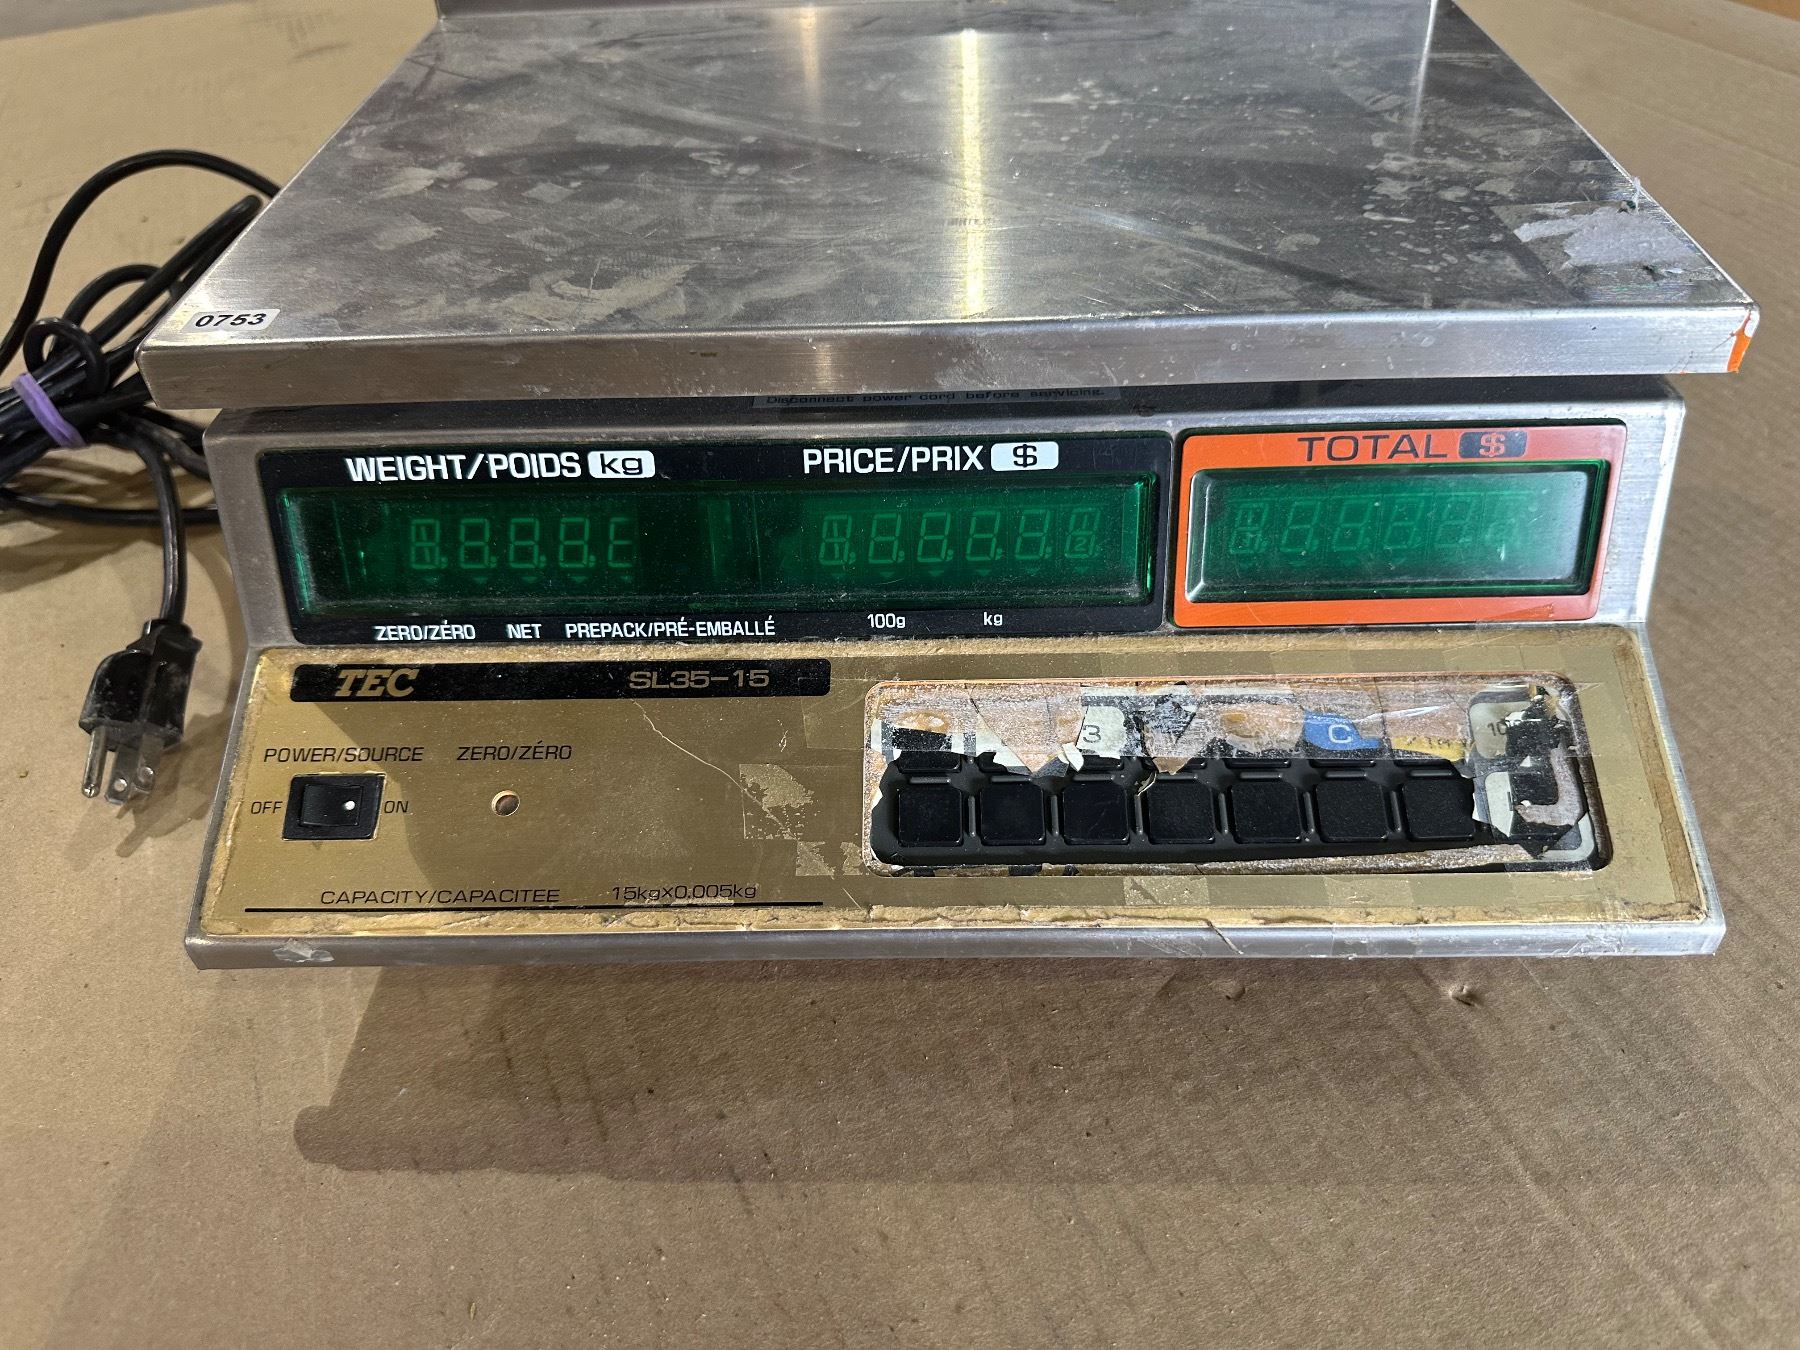 0753
Disconnect power cord before servicing.
WEIGHT/POIDS kg
PRICE/PRIX $
TOTAL $
ZERO/ZÉRO NET PREPACK/PRÉ-EMBALLÉ 100g kg
TEC SL35-15
3 C 10
POWER/SOURCE ZERO/ZÉRO
OFF ON
CAPACITY/CAPACITEE 15kgX0.005kg